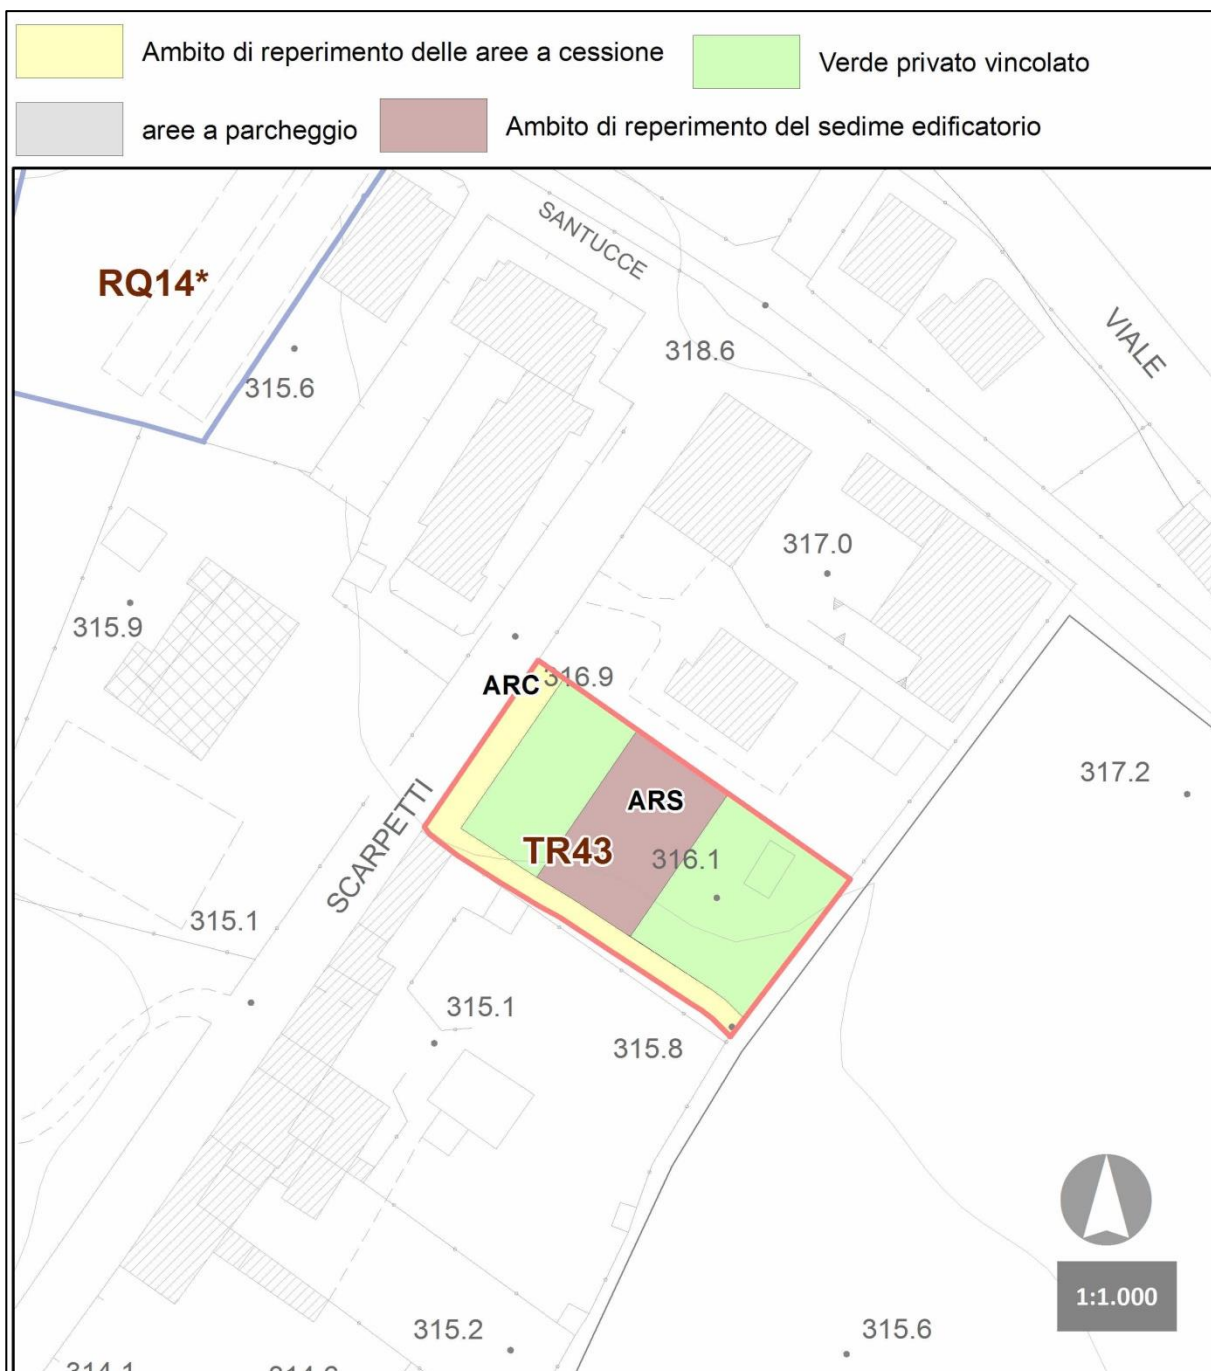 Ambito di reperimento delle aree a cessione
Verde privato vincolato
aree a parcheggio
Ambito di reperimento del sedime edificatorio
SANTUCCE
RQ14*
VIALE
318.6
315.6
317.0
315.9
ARC
316.9
317.2
ARS
SCARPETTI
TR43
316.1
315.1
315.1
315.8
1:1.000
315.2
315.6